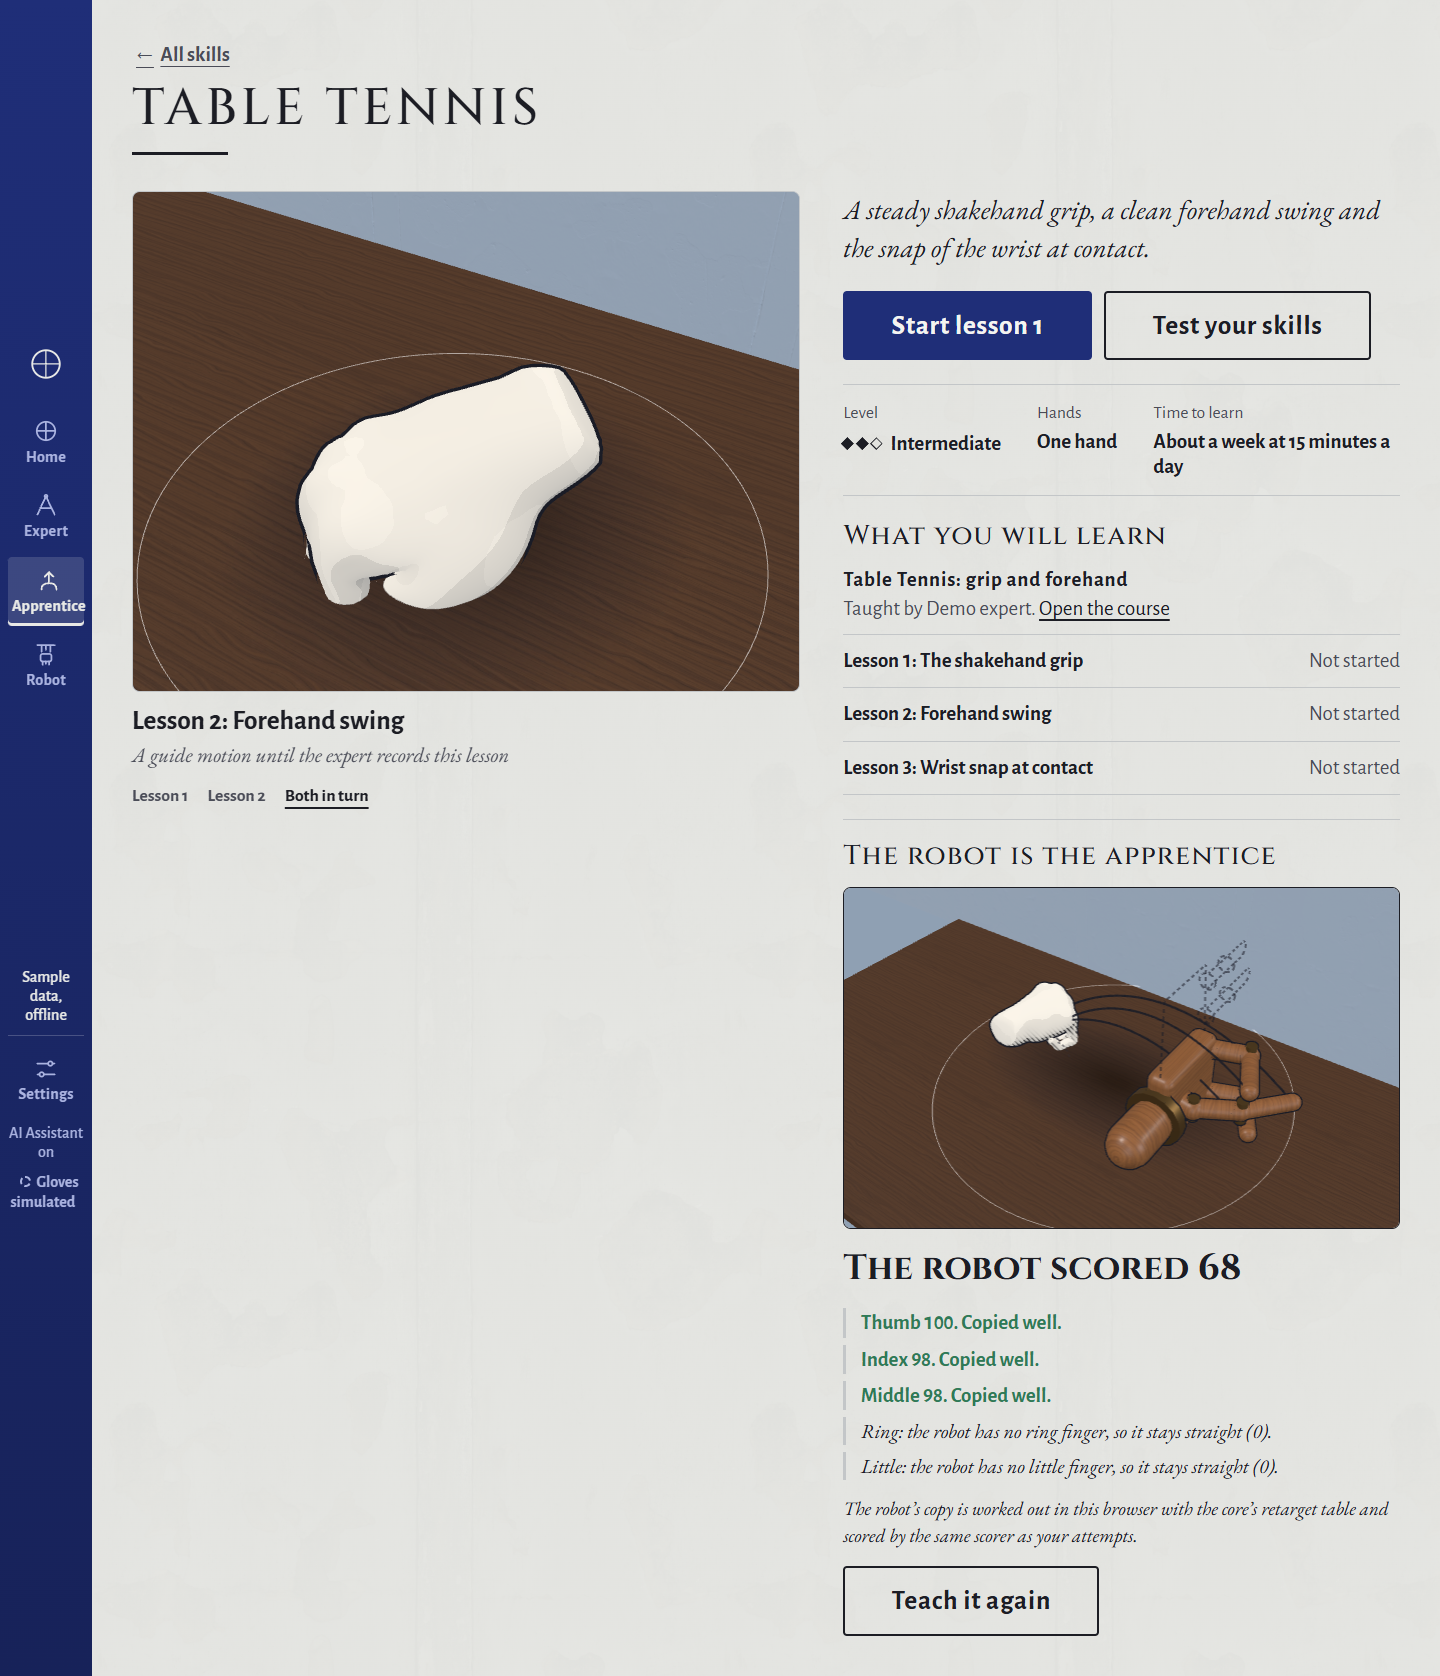 ← All skills
TABLE TENNIS
Home
Expert
Apprentice
Robot
Sample
data,
offline
Settings
AI Assistant
on
Gloves
simulated
Lesson 2: Forehand swing
A guide motion until the expert records this lesson
Lesson 1 Lesson 2 Both in turn
A steady shakehand grip, a clean forehand swing and
the snap of the wrist at contact.
Start lesson 1 Test your skills
Level Hands Time to learn
◆◆◇ Intermediate One hand About a week at 15 minutes a
day
WHAT YOU WILL LEARN
Table Tennis: grip and forehand
Taught by Demo expert. Open the course
Lesson 1: The shakehand grip Not started
Lesson 2: Forehand swing Not started
Lesson 3: Wrist snap at contact Not started
THE ROBOT IS THE APPRENTICE
THE ROBOT SCORED 68
Thumb 100. Copied well.
Index 98. Copied well.
Middle 98. Copied well.
Ring: the robot has no ring finger, so it stays straight (0).
Little: the robot has no little finger, so it stays straight (0).
The robot's copy is worked out in this browser with the core's retarget table and
scored by the same scorer as your attempts.
Teach it again